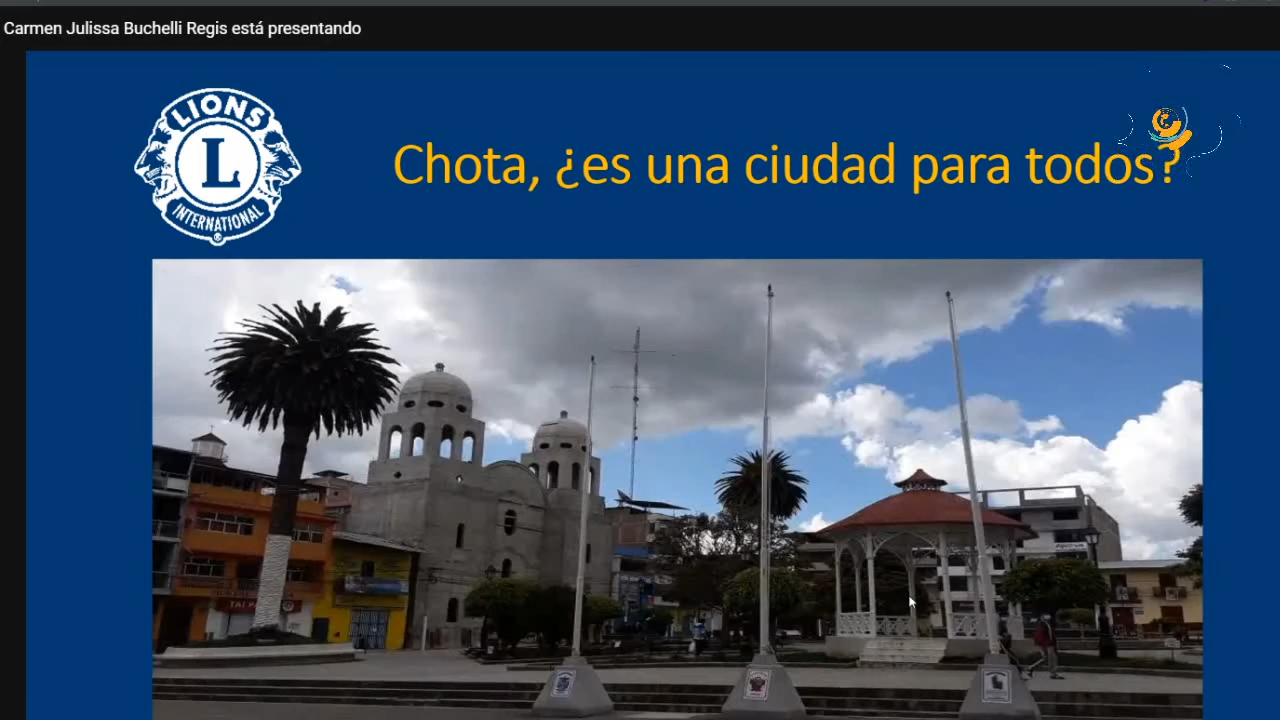 Carmen Julissa Buchelli Regis está presentando
LIONS
L
INTERNATIONAL
®
Chota, ¿es una ciudad para todos?